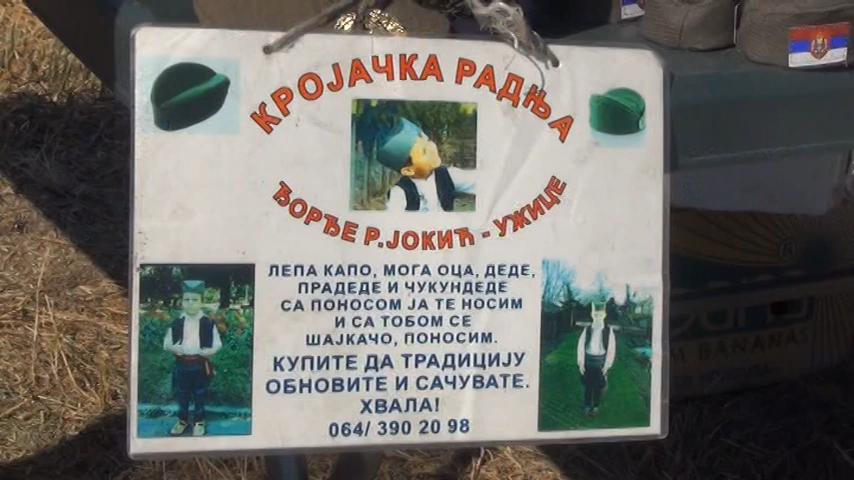 КРОЈАЧКА РАДЊА
ЂОРЂЕ Р.ЈОКИЋ - УЖИЦЕ
ЛЕПА КАПО, МОГА ОЦА, ДЕДЕ,
ПРАДЕДЕ И ЧУКУНДЕДЕ
СА ПОНОСОМ ЈА ТЕ НОСИМ
И СА ТОБОМ СЕ
ШАЈКАЧО, ПОНОСИМ.
КУПИТЕ ДА ТРАДИЦИЈУ
ОБНОВИТЕ И САЧУВАТЕ.
ХВАЛА!
064/ 390 20 98
BANANAS